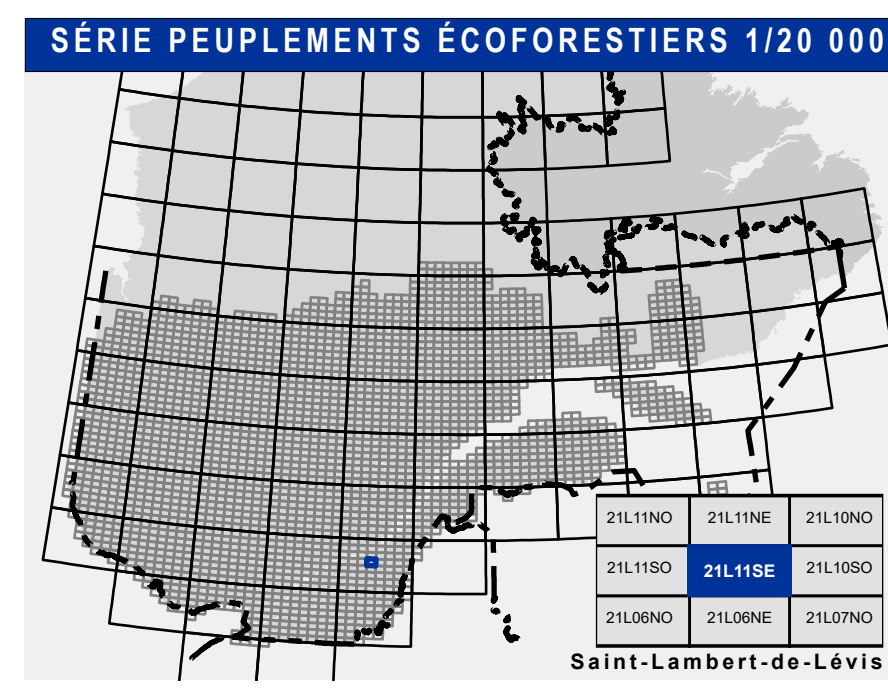 SÉRIE PEUPLEMENTS ÉCOFORESTIERS 1/20 000
21L11NO 21L11NE 21L10NO
21L11SO 21L11SE 21L10SO
21L06NO 21L06NE 21L07NO
Saint-Lambert-de-Lévis